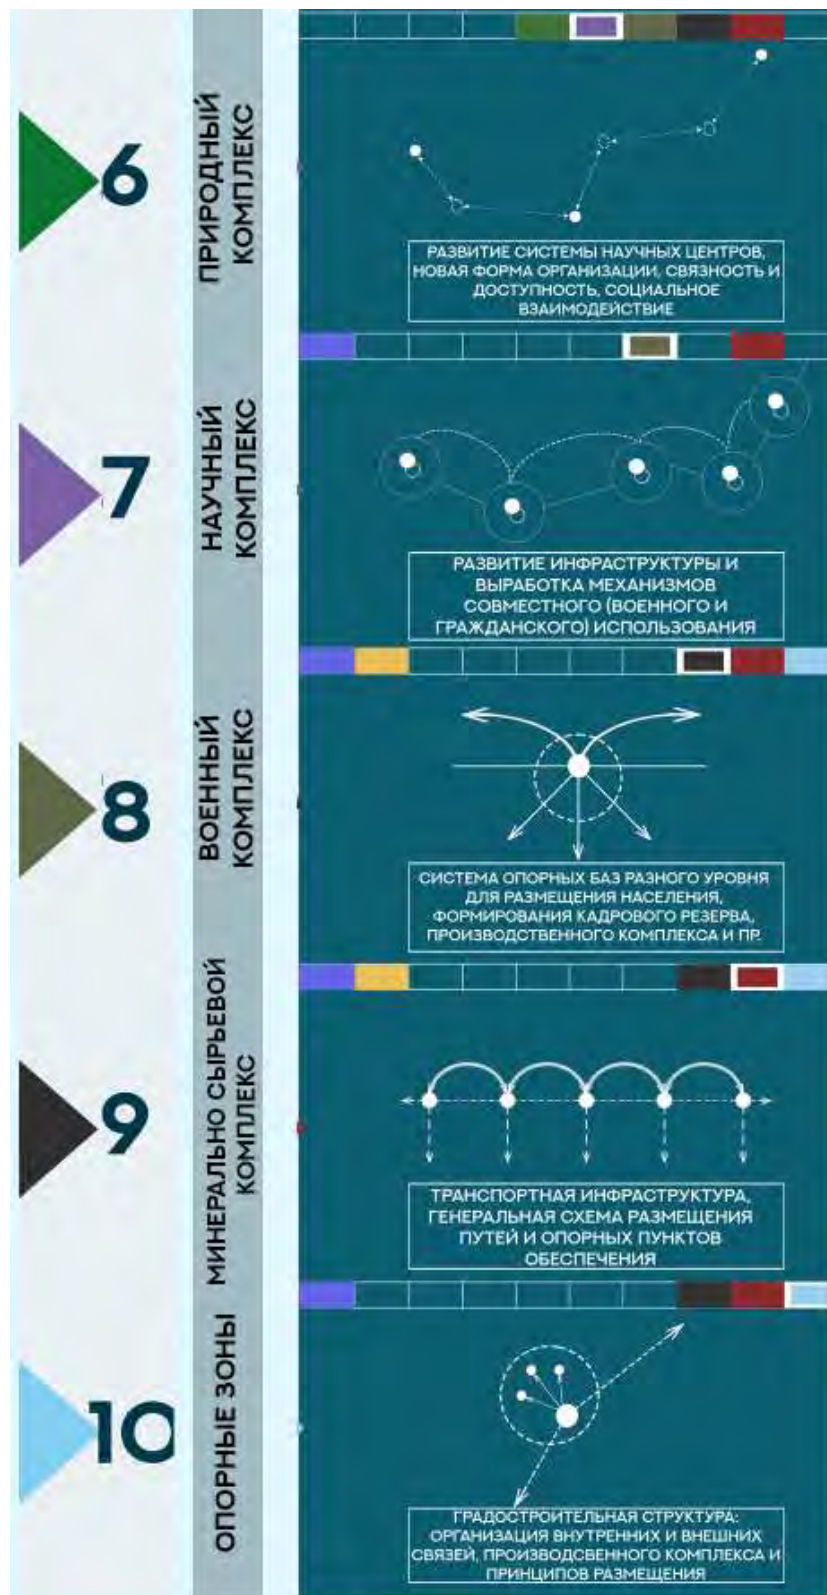 6
ПРИРОДНЫЙ
КОМПЛЕКС
РАЗВИТИЕ СИСТЕМЫ НАУЧНЫХ ЦЕНТРОВ,
НОВАЯ ФОРМА ОРГАНИЗАЦИИ, СВЯЗНОСТЬ И
ДОСТУПНОСТЬ, СОЦИАЛЬНОЕ
ВЗАИМОДЕЙСТВИЕ
7
НАУЧНЫЙ
КОМПЛЕКС
РАЗВИТИЕ ИНФРАСТРУКТУРЫ И
ВЫРАБОТКА МЕХАНИЗМОВ
СОВМЕСТНОГО (ВОЕННОГО И
ГРАЖДАНСКОГО) ИСПОЛЬЗОВАНИЯ
8
ВОЕННЫЙ
КОМПЛЕКС
СИСТЕМА ОПОРНЫХ БАЗ РАЗНОГО УРОВНЯ
ДЛЯ РАЗМЕЩЕНИЯ НАСЕЛЕНИЯ,
ФОРМИРОВАНИЯ КАДРОВОГО РЕЗЕРВА,
ПРОИЗВОДСТВЕННОГО КОМПЛЕКСА И ПР.
9
МИНЕРАЛЬНО СЫРЬЕВОЙ
КОМПЛЕКС
ТРАНСПОРТНАЯ ИНФРАСТРУКТУРА,
ГЕНЕРАЛЬНАЯ СХЕМА РАЗМЕЩЕНИЯ
ПУТЕЙ И ОПОРНЫХ ПУНКТОВ
ОБЕСПЕЧЕНИЯ
10
ОПОРНЫЕ ЗОНЫ
ГРАДОСТРОИТЕЛЬНАЯ СТРУКТУРА:
ОРГАНИЗАЦИЯ ВНУТРЕННИХ И ВНЕШНИХ
СВЯЗЕЙ, ПРОИЗВОДСВЕННОГО КОМПЛЕКСА И
ПРИНЦИПОВ РАЗМЕЩЕНИЯ